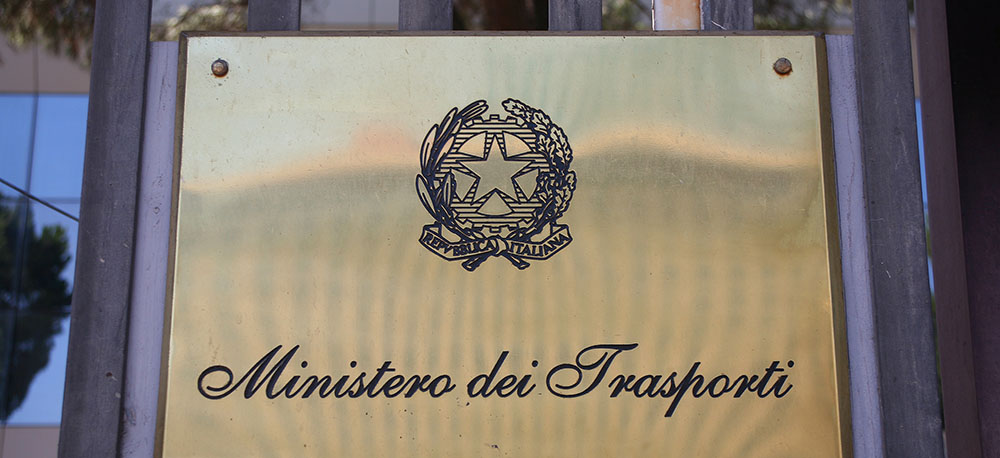 REPVBBLICA ITALIANA
Ministero dei Trasporti